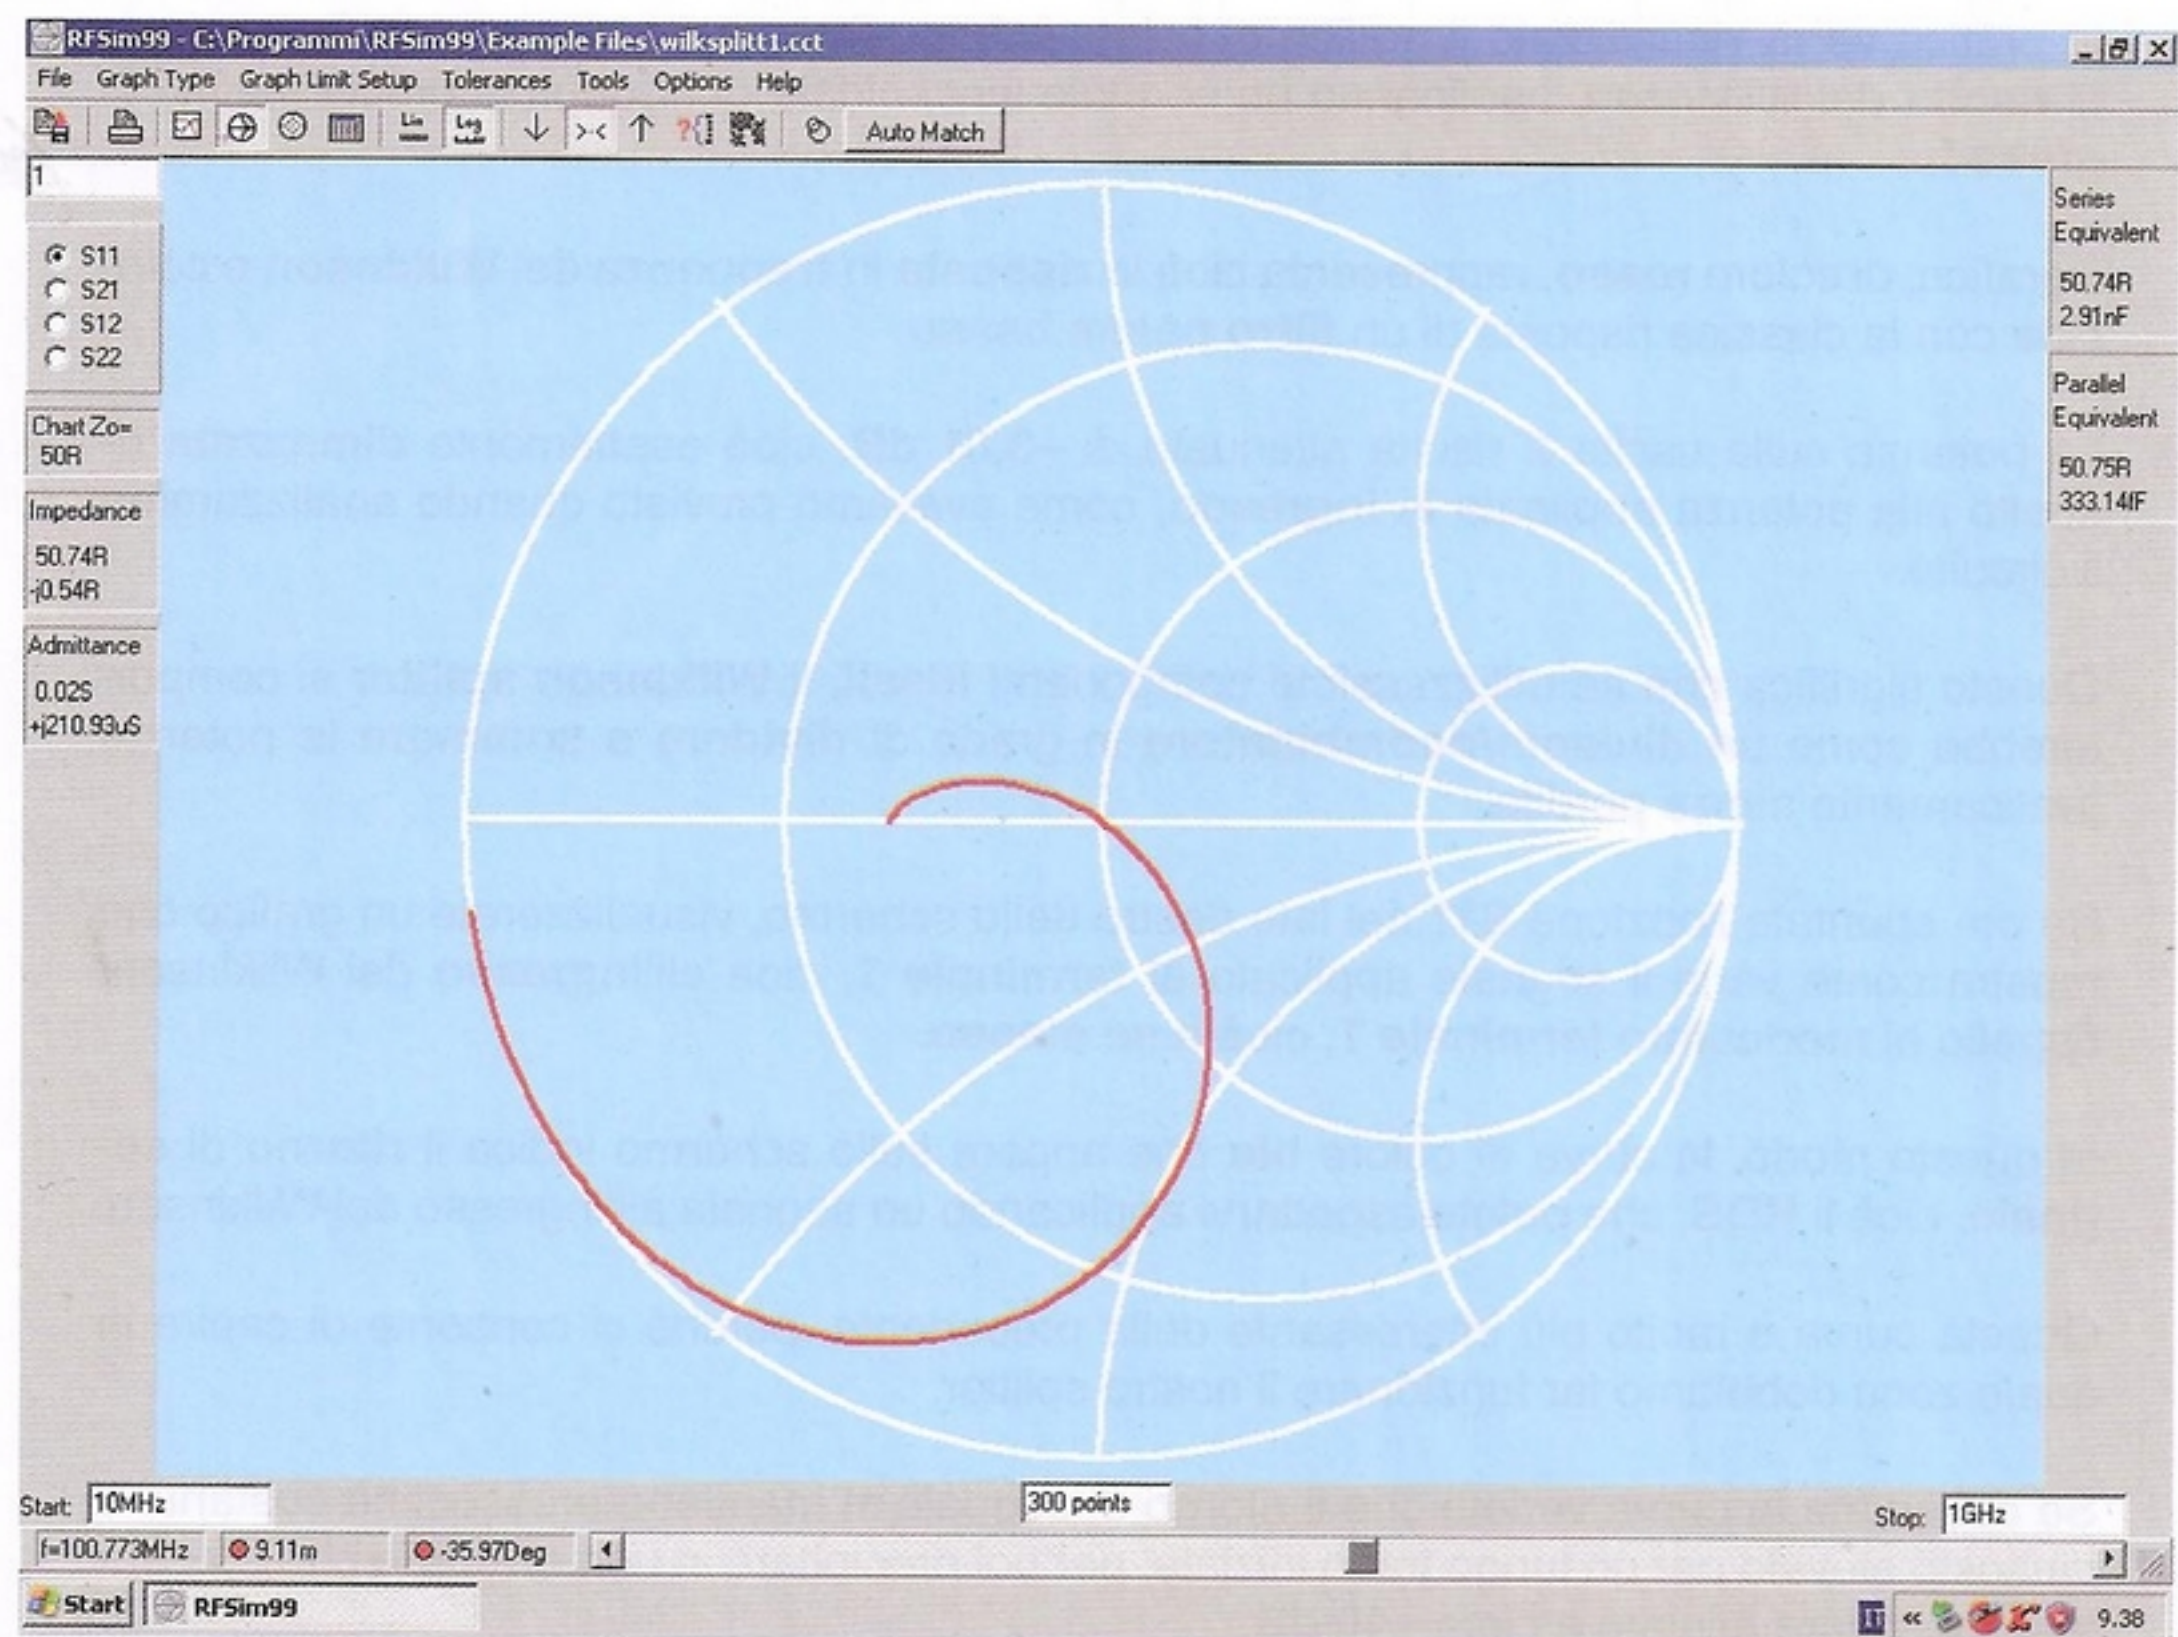 RFSim99 - C:\Programmi\RFSim99\Example Files\wilksplitt1.cct
File Graph Type Graph Limit Setup Tolerances Tools Options Help
Lin Log Auto Match
1
S11
S21
S12
S22
Chart Zo=
50R
Impedance
50.74R
-j0.54R
Admittance
0.02S
+j210.93uS
Series
Equivalent
50.74R
2.91nF
Parallel
Equivalent
50.75R
333.14fF
Start: 10MHz 300 points Stop: 1GHz
f=100.773MHz 9.11m -35.97Deg
Start RFSim99 9.38